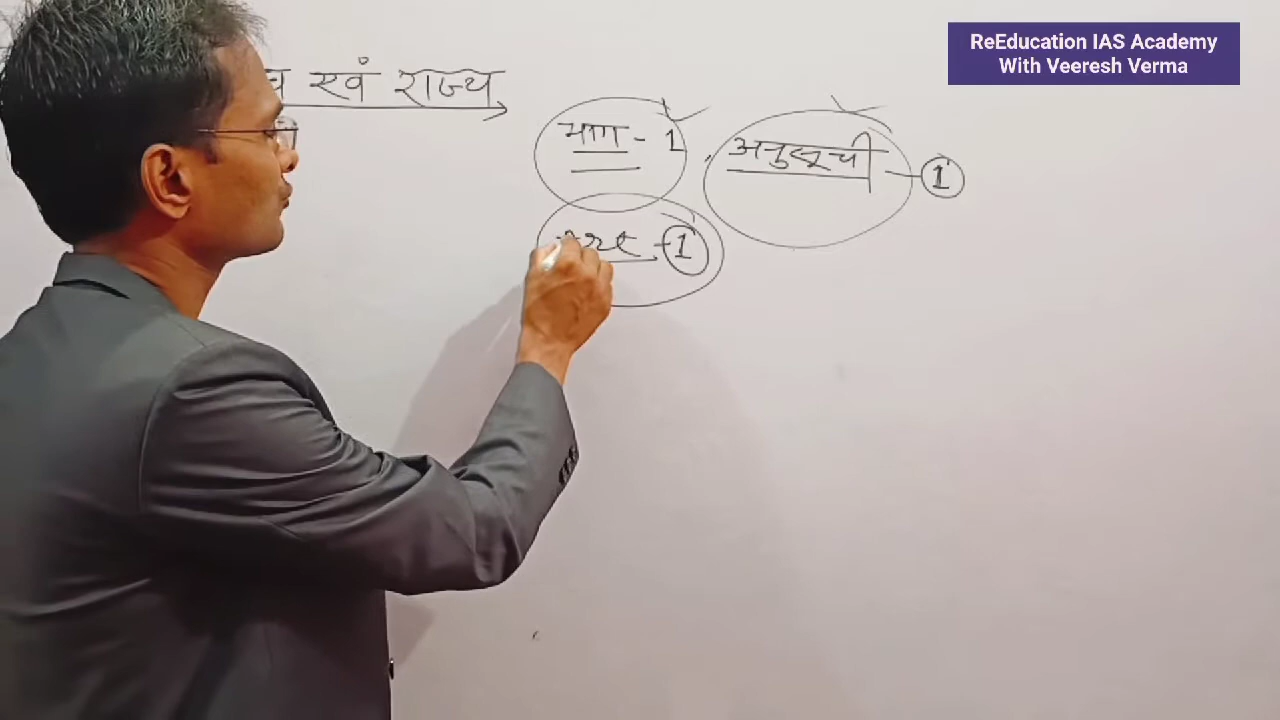 ReEducation IAS Academy
With Veeresh Verma
एवं राज्य
भाग - 1, अनुसूची - 1
- 1